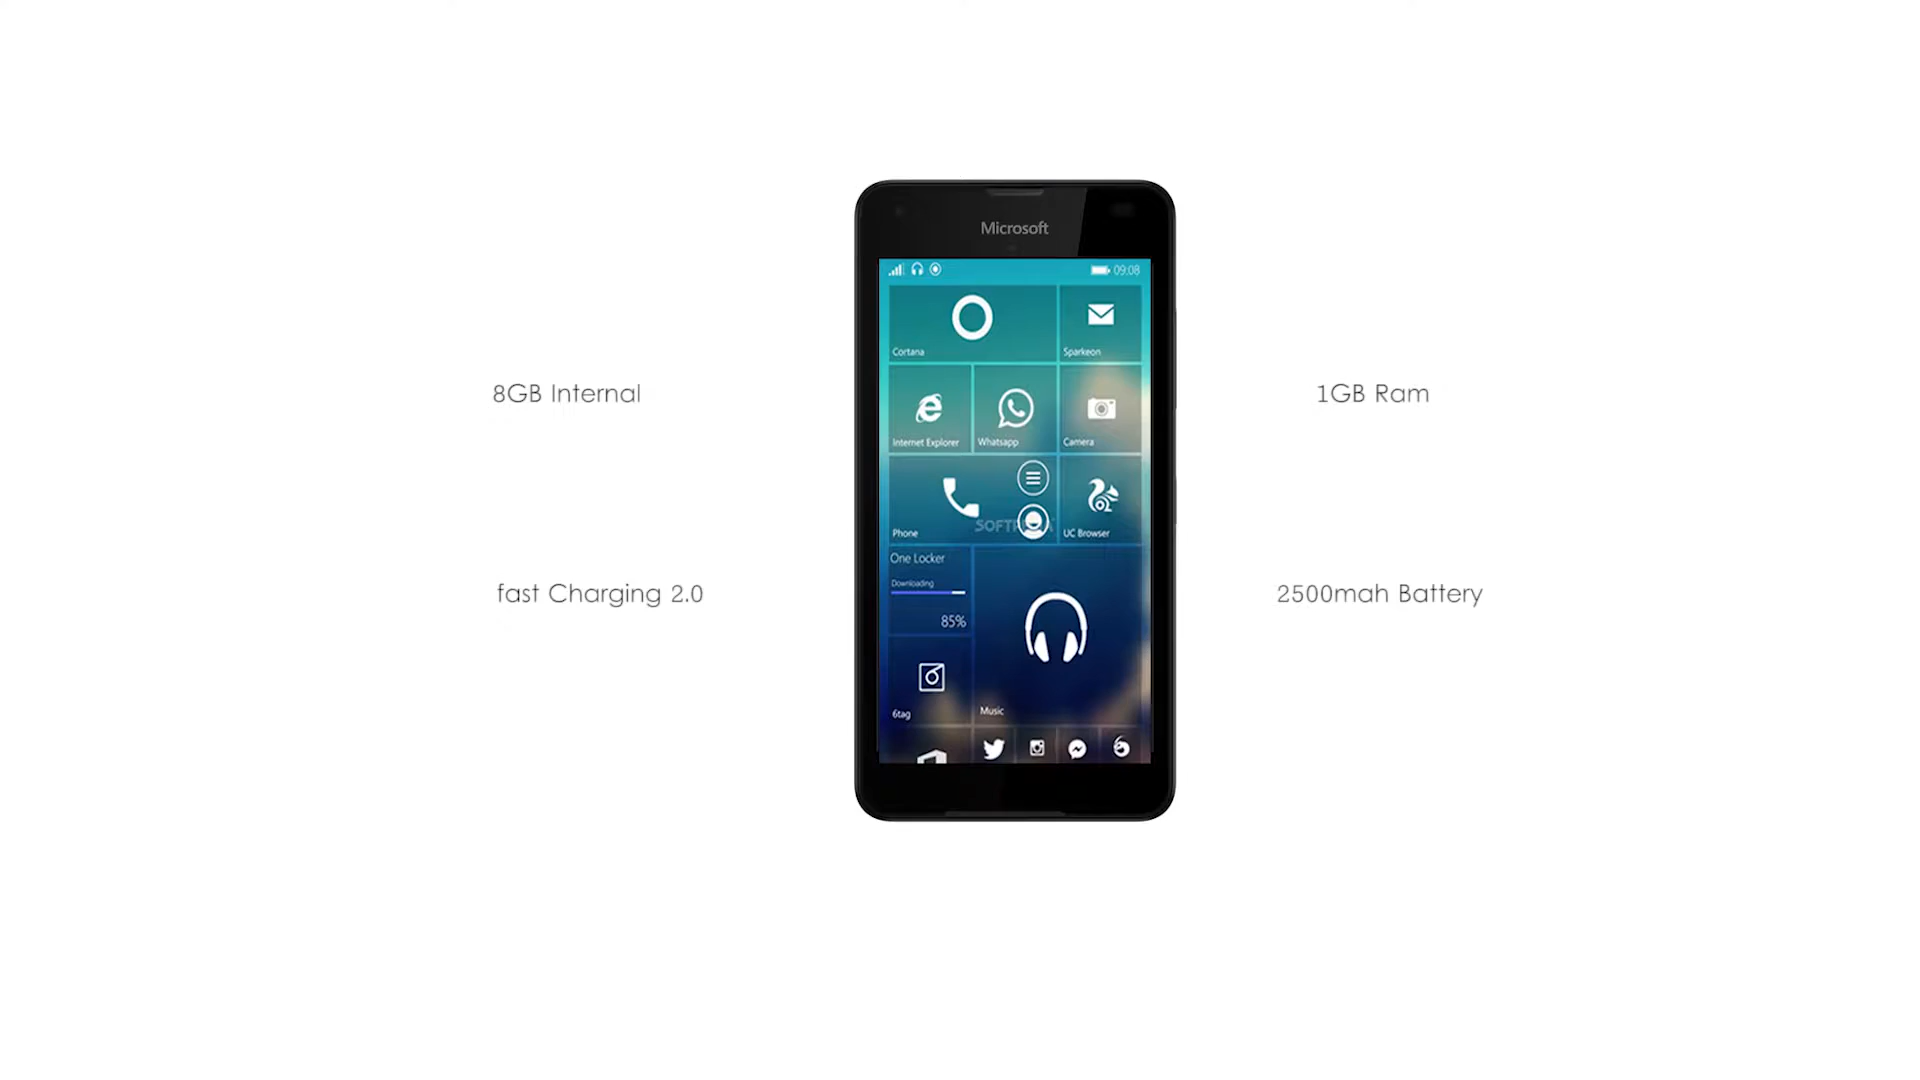 Microsoft
09:08
Cortana
Sparkeon
8GB Internal
1GB Ram
Internet Explorer
Whatsapp
Camera
SOFTPEDIA
Phone
UC Browser
One Locker
Downloading
85%
fast Charging 2.0
2500mah Battery
6tag
Music